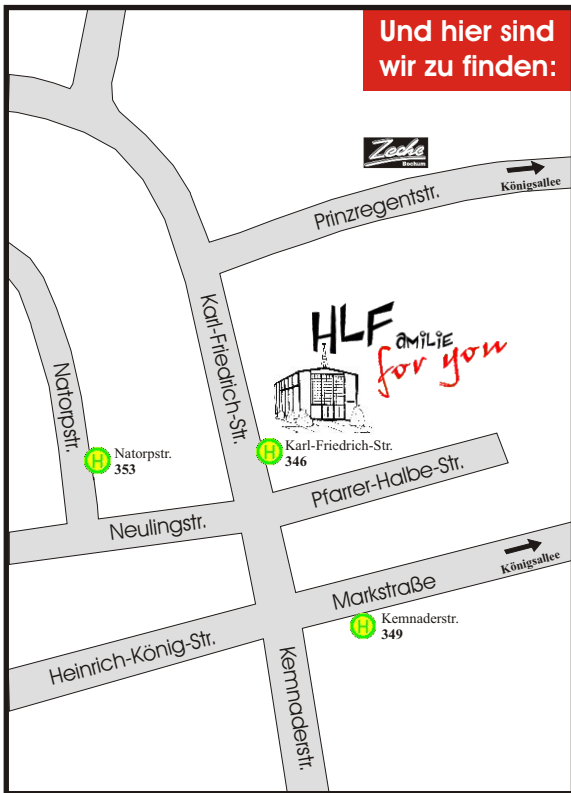 Und hier sind
wir zu finden:
Zeche
Bochum
Königsallee
Prinzregentstr.
Karl-Friedrich-Str.
HLF
AMILIE
for you
Natorpstr.
H Natorpstr.
353
H Karl-Friedrich-Str.
346
Pfarrer-Halbe-Str.
Neulingstr.
Königsallee
Markstraße
H Kemnaderstr.
349
Heinrich-König-Str.
Kemnaderstr.